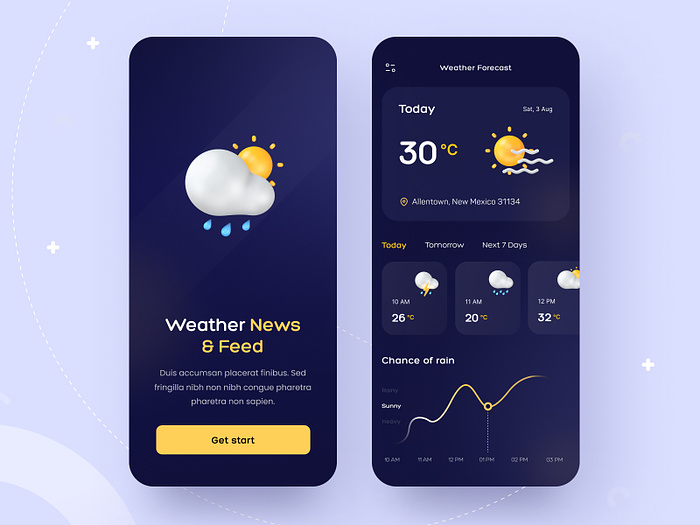 Weather News
& Feed
Duis accumsan placerat finibus. Sed
fringilla nibh non nibh congue pharetra
pharetra non sapien.
Get start
Weather Forecast
Today
Sat, 3 Aug
30 °C
Allentown, New Mexico 31134
Today Tomorrow Next 7 Days
10 AM
26 °C
11 AM
20 °C
12 PM
32 °C
Chance of rain
Rainy
Sunny
Heavy
10 AM 11 AM 12 PM 01 PM 02 PM 03 PM